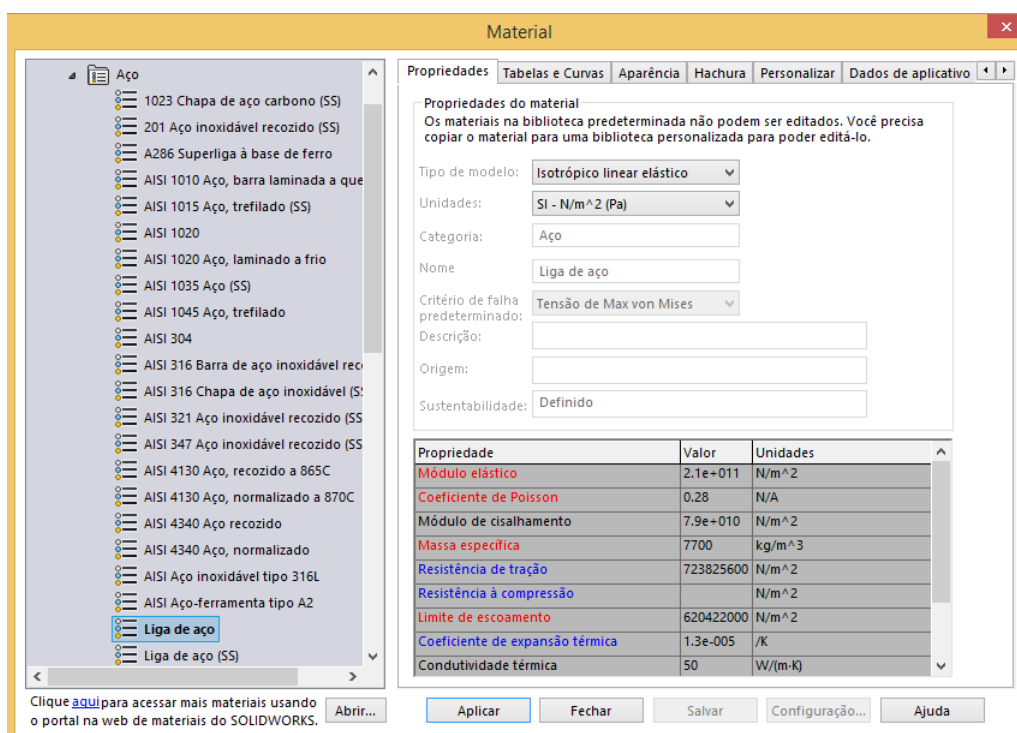 Material
Aço
1023 Chapa de aço carbono (SS)
201 Aço inoxidável recozido (SS)
A286 Superliga à base de ferro
AISI 1010 Aço, barra laminada a que
AISI 1015 Aço, trefilado (SS)
AISI 1020
AISI 1020 Aço, laminado a frio
AISI 1035 Aço (SS)
AISI 1045 Aço, trefilado
AISI 304
AISI 316 Barra de aço inoxidável rec
AISI 316 Chapa de aço inoxidável (S
AISI 321 Aço inoxidável recozido (SS
AISI 347 Aço inoxidável recozido (SS
AISI 4130 Aço, recozido a 865C
AISI 4130 Aço, normalizado a 870C
AISI 4340 Aço recozido
AISI 4340 Aço, normalizado
AISI Aço inoxidável tipo 316L
AISI Aço-ferramenta tipo A2
Liga de aço
Liga de aço (SS)
Clique aqui para acessar mais materiais usando
o portal na web de materiais do SOLIDWORKS.
Abrir...
Propriedades Tabelas e Curvas Aparência Hachura Personalizar Dados de aplicativo
Propriedades do material
Os materiais na biblioteca predeterminada não podem ser editados. Você precisa
copiar o material para uma biblioteca personalizada para poder editá-lo.
Tipo de modelo: Isotrópico linear elástico
Unidades: SI - N/m^2 (Pa)
Categoria: Aço
Nome Liga de aço
Critério de falha
predeterminado: Tensão de Max von Mises
Descrição:
Origem:
Sustentabilidade: Definido
Propriedade Valor Unidades
Módulo elástico 2.1e+011 N/m^2
Coeficiente de Poisson 0.28 N/A
Módulo de cisalhamento 7.9e+010 N/m^2
Massa específica 7700 kg/m^3
Resistência de tração 723825600 N/m^2
Resistência à compressão N/m^2
Limite de escoamento 620422000 N/m^2
Coeficiente de expansão térmica 1.3e-005 /K
Condutividade térmica 50 W/(m·K)
Aplicar Fechar Salvar Configuração... Ajuda